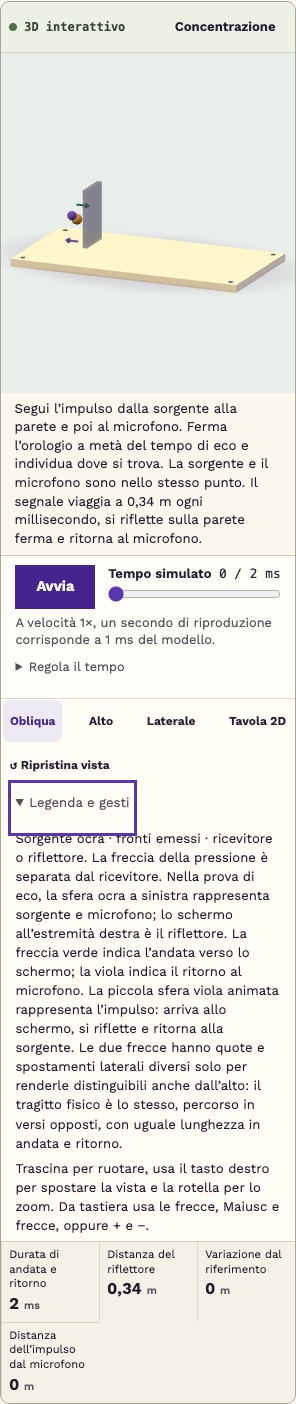 3D interattivo
Concentrazione
Segui l’impulso dalla sorgente alla
parete e poi al microfono. Ferma
l’orologio a metà del tempo di eco e
individua dove si trova. La sorgente e il
microfono sono nello stesso punto. Il
segnale viaggia a 0,34 m ogni
millisecondo, si riflette sulla parete
ferma e ritorna al microfono.
Avvia
Tempo simulato 0 / 2 ms
A velocità 1×, un secondo di riproduzione
corrisponde a 1 ms del modello.
▶ Regola il tempo
Obliqua
Alto
Laterale
Tavola 2D
↺ Ripristina vista
▼ Legenda e gesti
Sorgente ocra · fronti emessi · ricevitore
o riflettore. La freccia della pressione è
separata dal ricevitore. Nella prova di
eco, la sfera ocra a sinistra rappresenta
sorgente e microfono; lo schermo
all’estremità destra è il riflettore. La
freccia verde indica l’andata verso lo
schermo; la viola indica il ritorno al
microfono. La piccola sfera viola animata
rappresenta l’impulso: arriva allo
schermo, si riflette e ritorna alla
sorgente. Le due frecce hanno quote e
spostamenti laterali diversi solo per
renderle distinguibili anche dall’alto: il
tragitto fisico è lo stesso, percorso in
versi opposti, con uguale lunghezza in
andata e ritorno.
Trascina per ruotare, usa il tasto destro
per spostare la vista e la rotella per lo
zoom. Da tastiera usa le frecce, Maiusc e
frecce, oppure + e −.
Durata di
andata e
ritorno
2 ms
Distanza del
riflettore
0,34 m
Variazione dal
riferimento
0 m
Distanza
dell’impulso
dal microfono
0 m